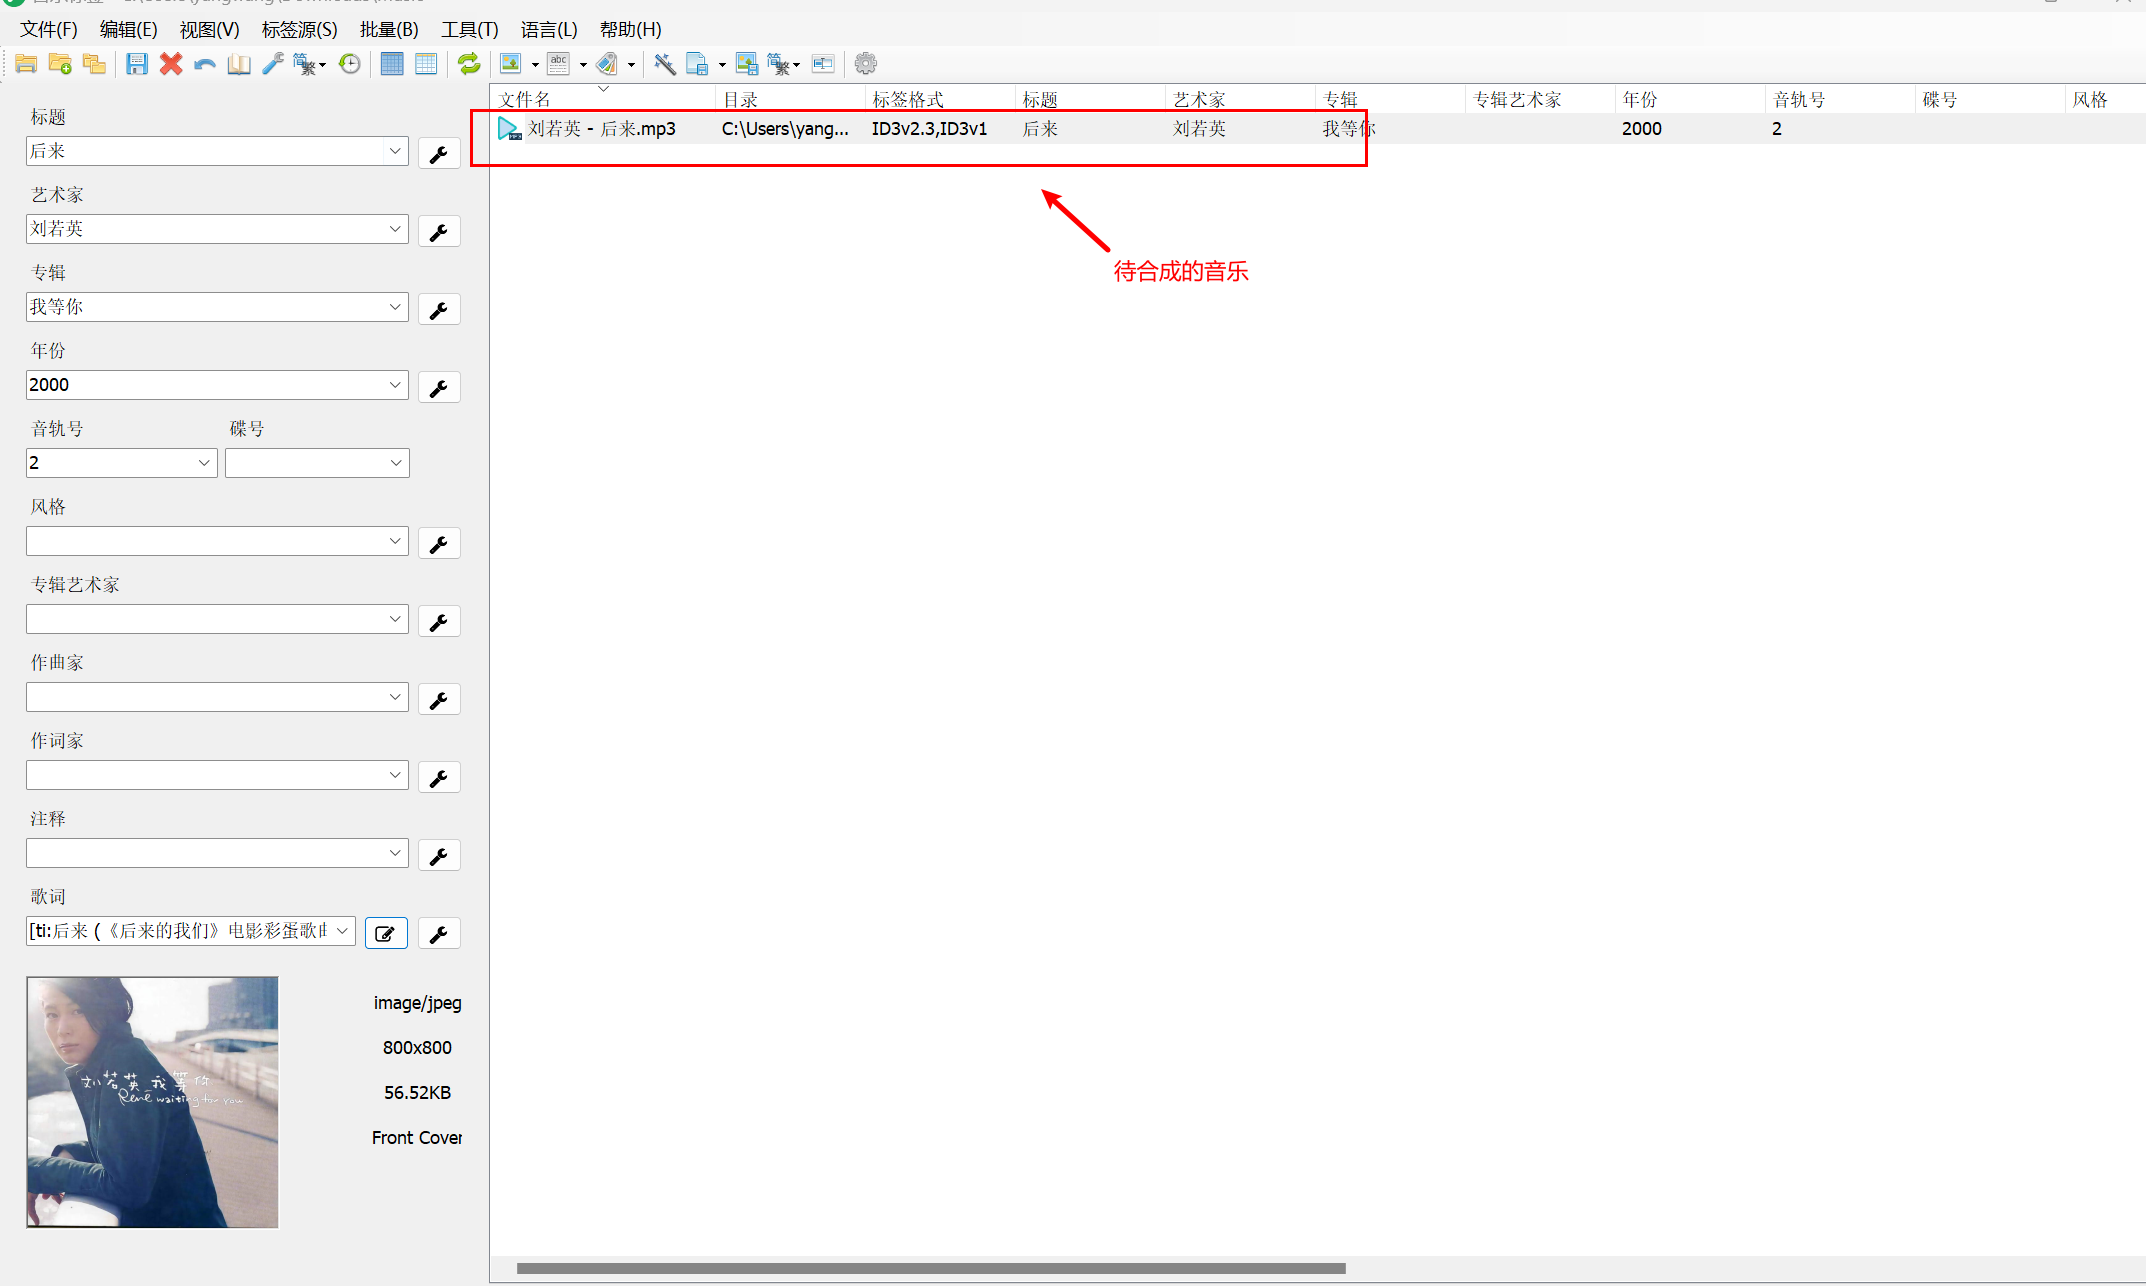 文件(F) 编辑(E) 视图(V) 标签源(S) 批量(B) 工具(T) 语言(L) 帮助(H)
简繁 abc 简繁
标题
后来
艺术家
刘若英
专辑
我等你
年份
2000
音轨号 碟号
2
风格
专辑艺术家
作曲家
作词家
注释
歌词
[ti:后来 (《后来的我们》电影彩蛋歌曲
刘若英 我等你
René waiting for you
image/jpeg
800x800
56.52KB
Front Cover
文件名 目录 标签格式 标题 艺术家 专辑 专辑艺术家 年份 音轨号 碟号 风格
刘若英 - 后来.mp3 C:\Users\yang... ID3v2.3,ID3v1 后来 刘若英 我等你 2000 2
待合成的音乐